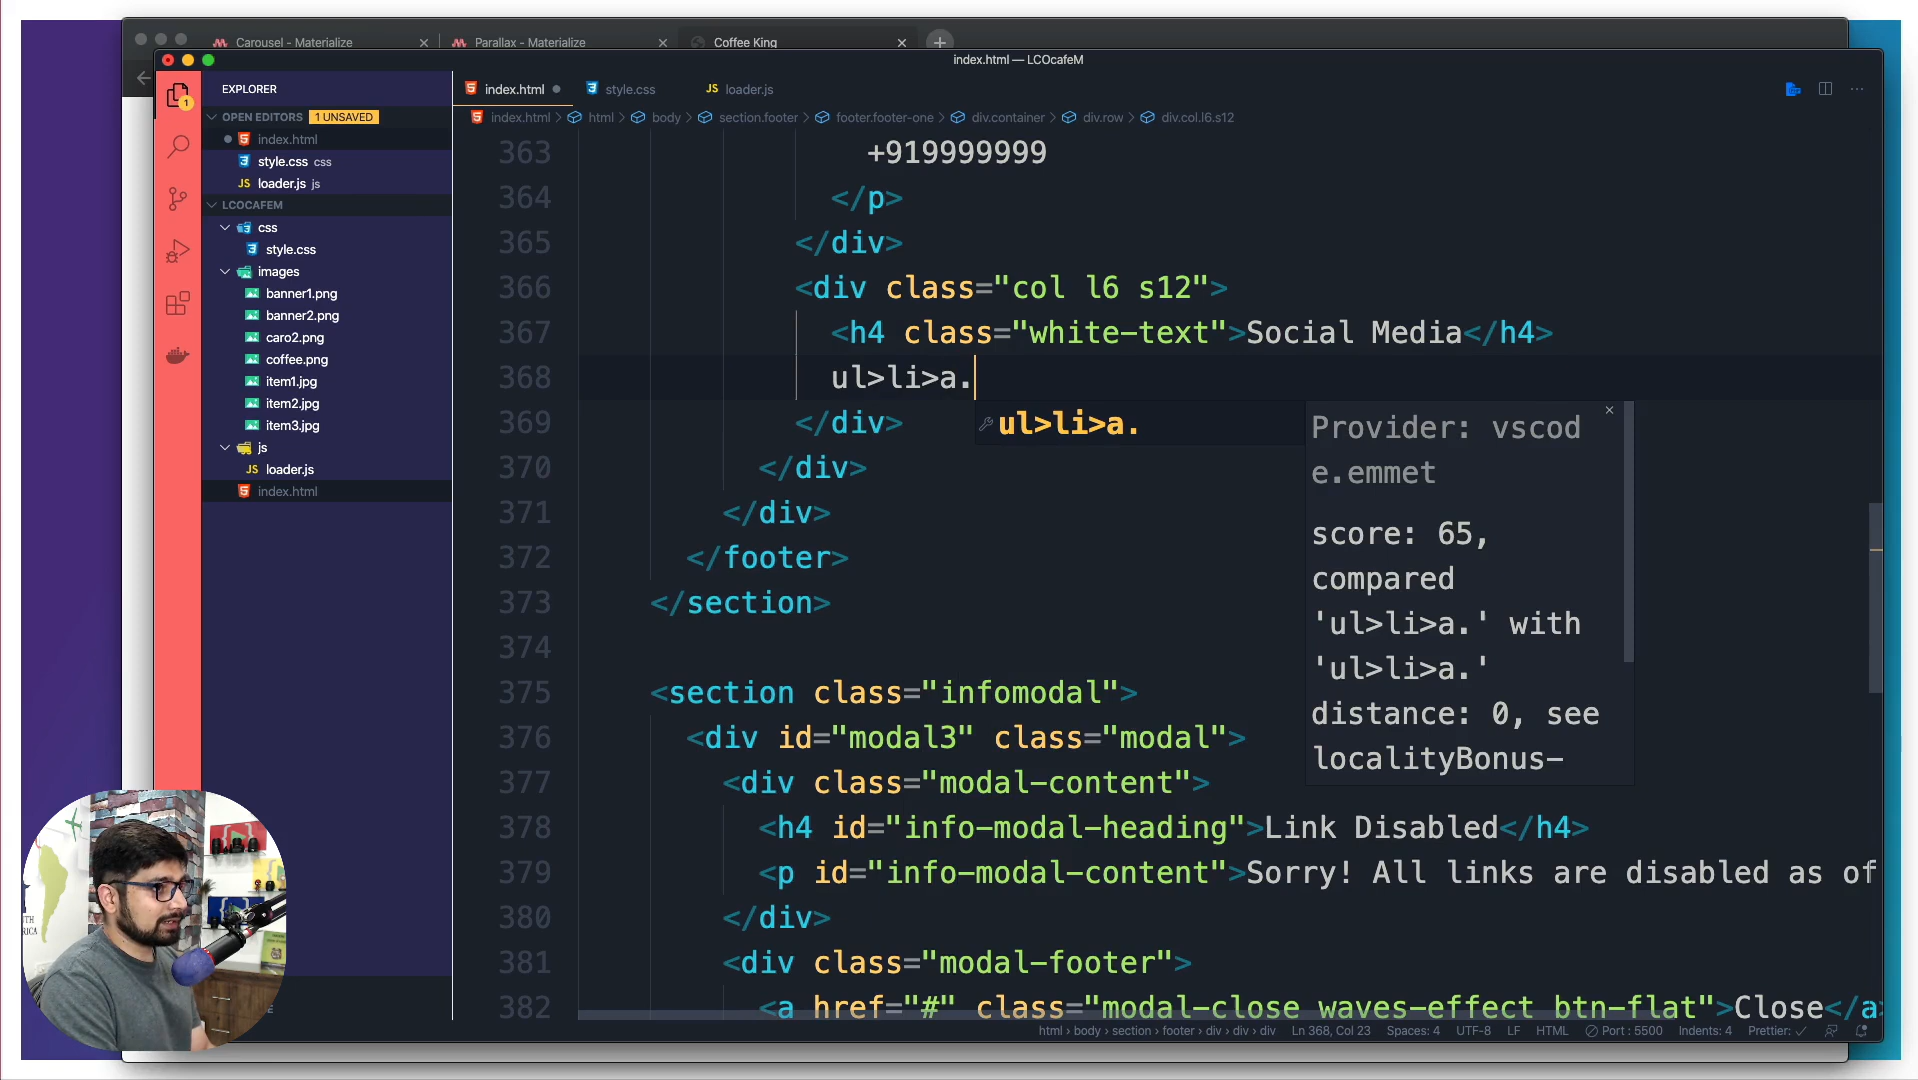 Carousel - Materialize
Parallax - Materialize
Coffee King
index.html — LCOcafeM
EXPLORER
OPEN EDITORS 1 UNSAVED
index.html
style.css css
loader.js js
LCOCAFEM
css
style.css
images
banner1.png
banner2.png
caro2.png
coffee.png
item1.jpg
item2.jpg
item3.jpg
js
loader.js
index.html
1
index.html
style.css
JS loader.js
index.html > html > body > section.footer > footer.footer-one > div.container > div.row > div.col.l6.s12
363 +919999999
364 </p>
365 </div>
366 <div class="col l6 s12">
367 <h4 class="white-text">Social Media</h4>
368 ul>li>a.
369 </div>
370 </div>
371 </div>
372 </footer>
373 </section>
374
375 <section class="infomodal">
376 <div id="modal3" class="modal">
377 <div class="modal-content">
378 <h4 id="info-modal-heading">Link Disabled</h4>
379 <p id="info-modal-content">Sorry! All links are disabled as of
380 </div>
381 <div class="modal-footer">
382 <a href="#" class="modal-close waves-effect btn-flat">Close</a>
ul>li>a.
Provider: vscod
e.emmet
score: 65,
compared
'ul>li>a.' with
'ul>li>a.'
distance: 0, see
localityBonus-
html > body > section > footer > div > div > div Ln 368, Col 23 Spaces: 4 UTF-8 LF HTML Port : 5500 Indents: 4 Prettier: ✓